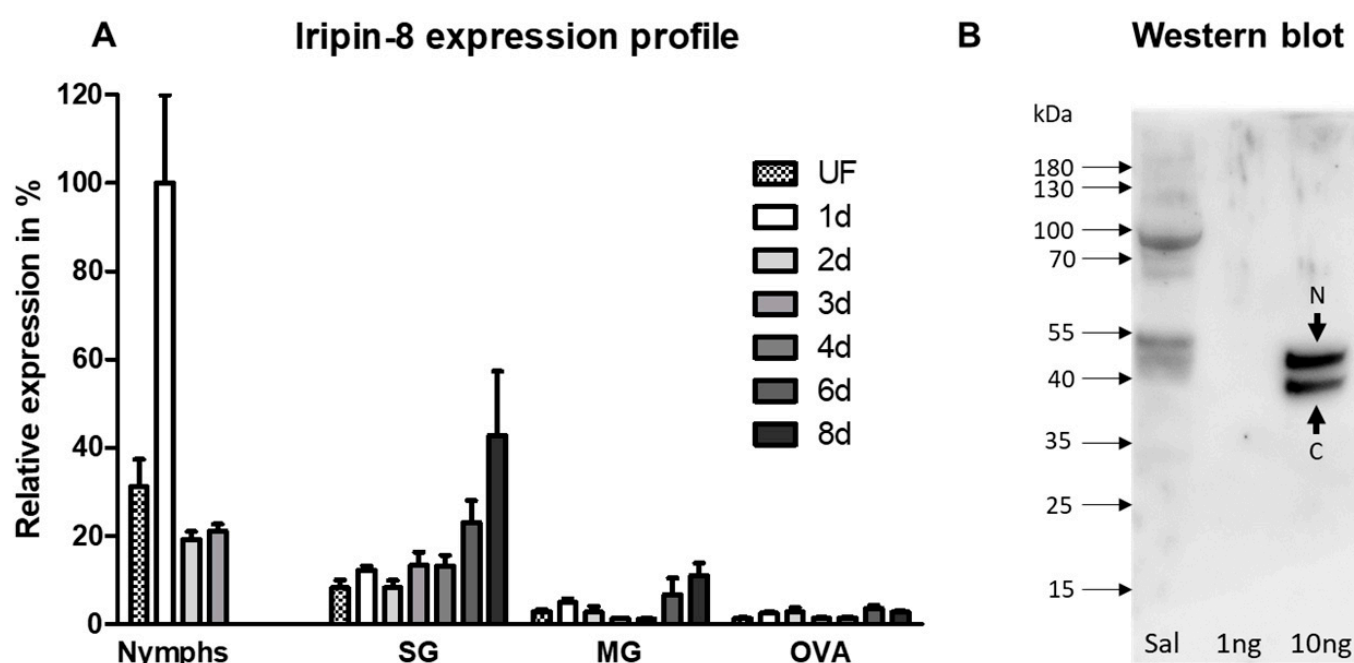 A
Iripin-8 expression profile
Relative expression in %
120
100
80
60
40
20
0
Nymphs
SG
MG
OVA
UF
1d
2d
3d
4d
6d
8d
B
Western blot
kDa
180
130
100
70
55
40
35
25
15
N
C
Sal 1ng 10ng